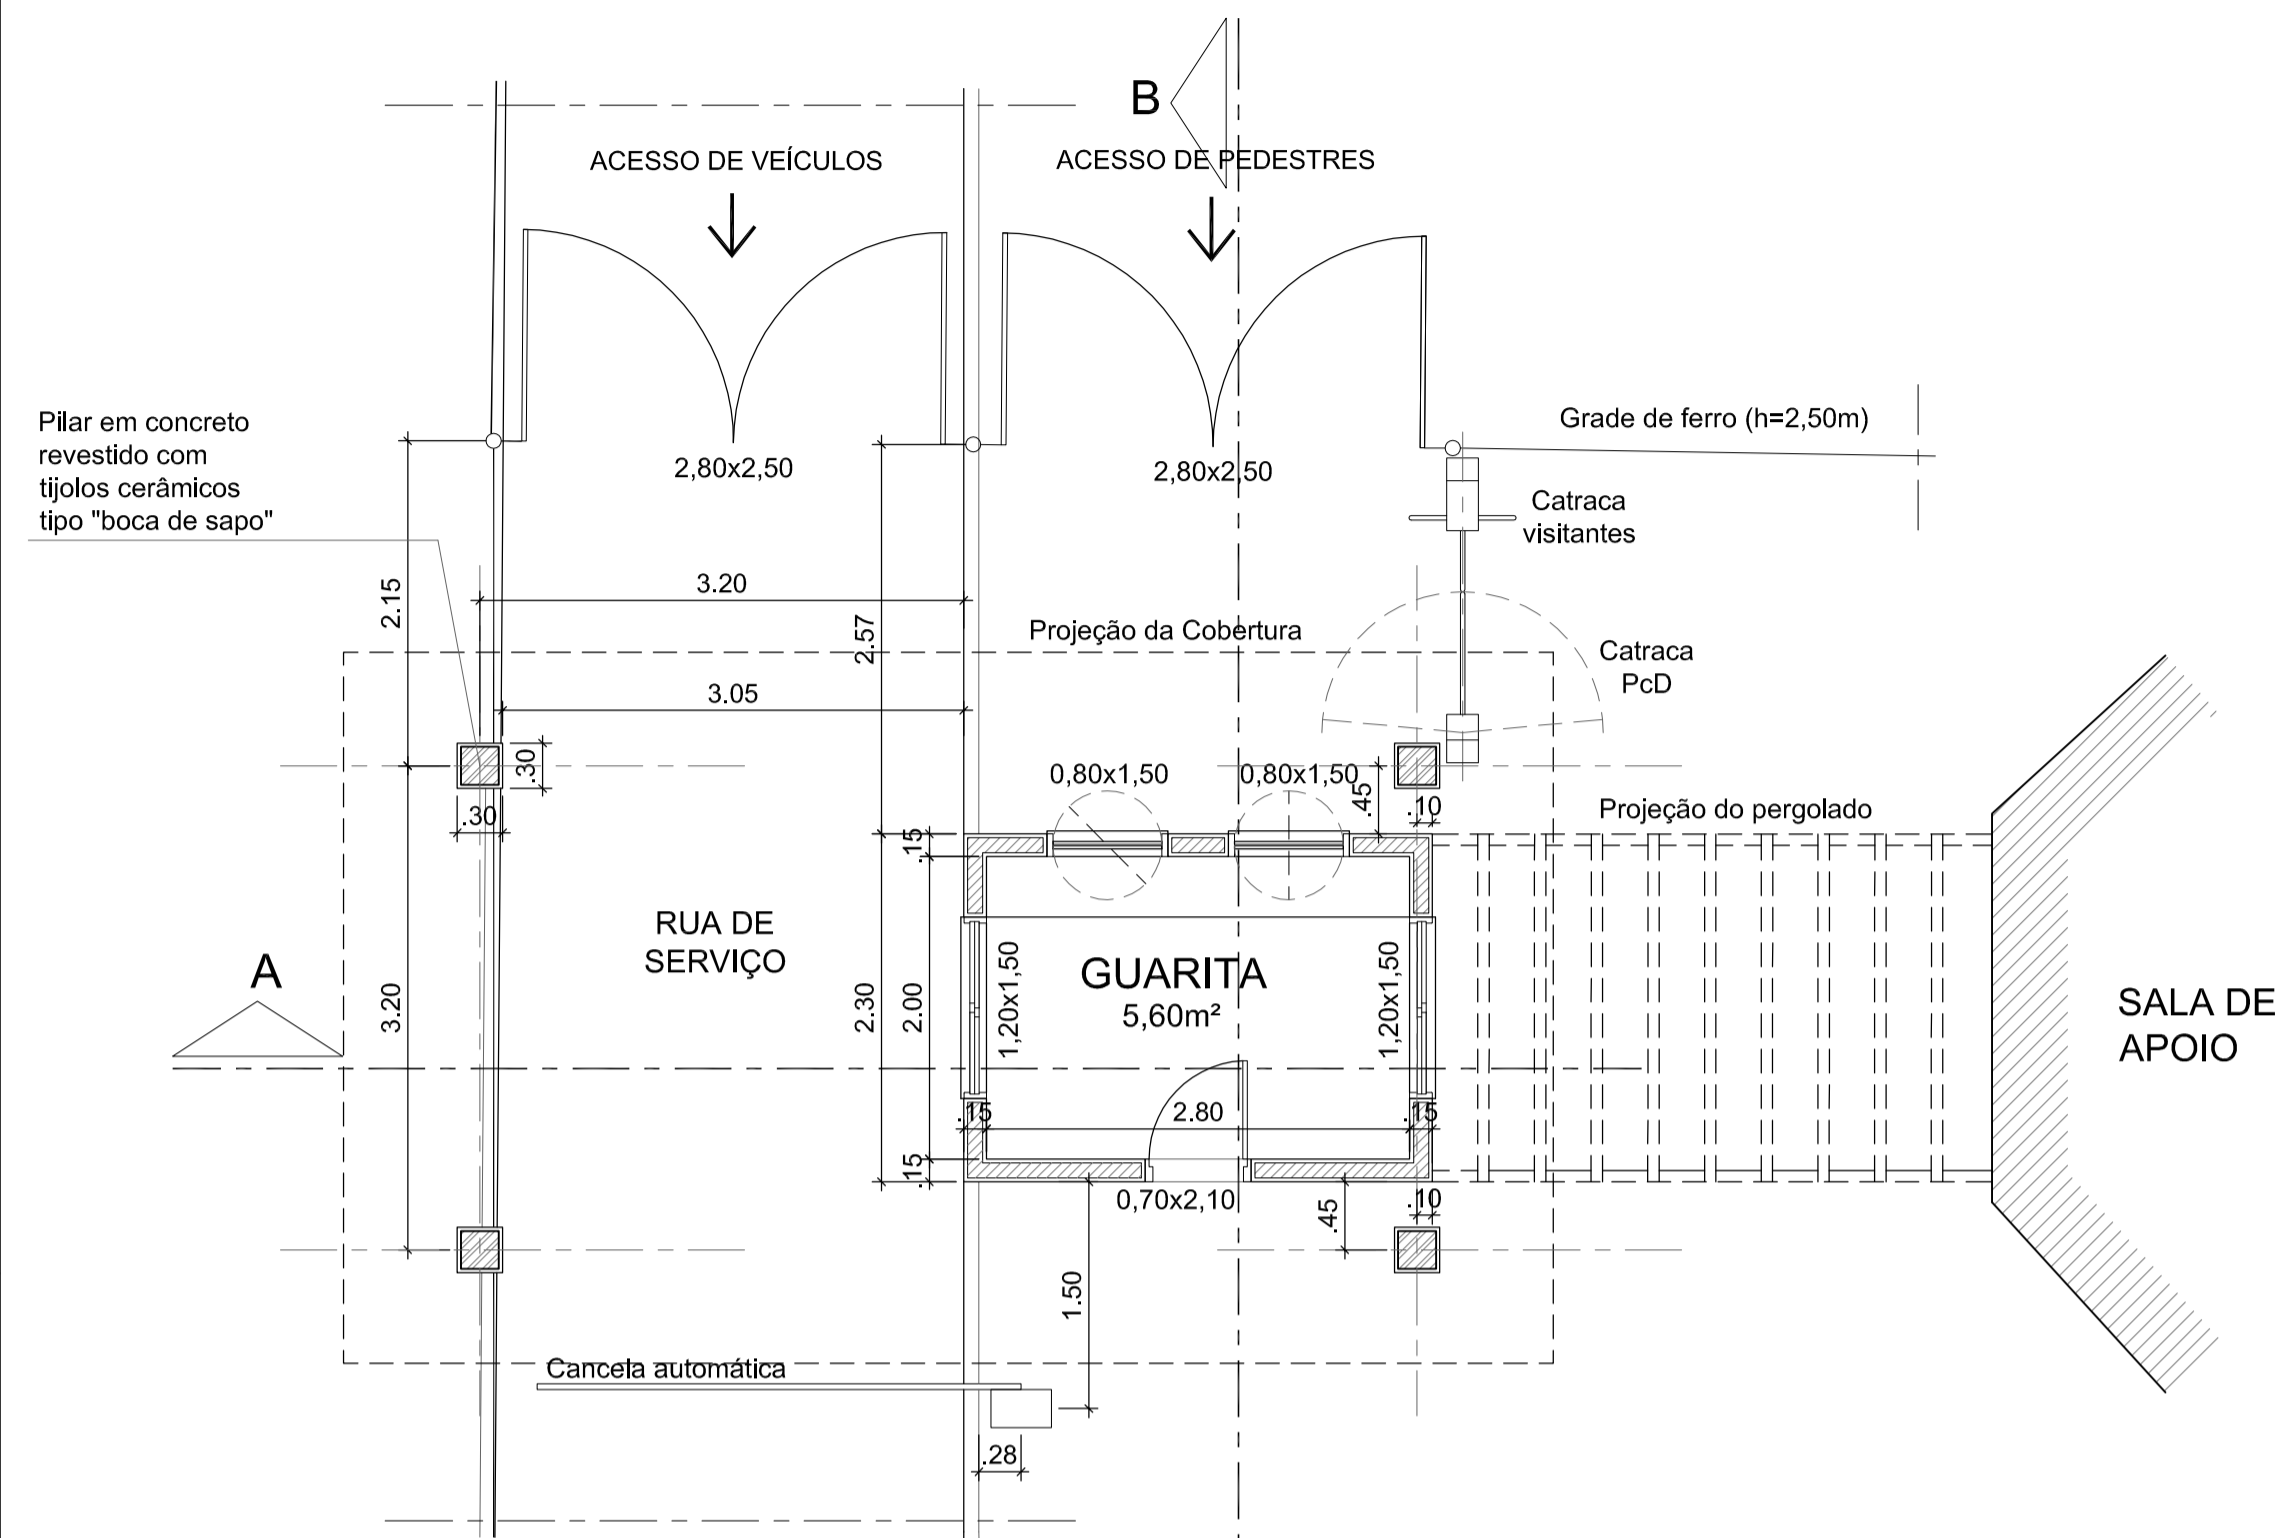 B
ACESSO DE VEÍCULOS
ACESSO DE PEDESTRES
Pilar em concreto
revestido com
tijolos cerâmicos
tipo "boca de sapo"
Grade de ferro (h=2,50m)
2,80x2,50
2,80x2,50
Catraca
visitantes
2.15
3.20
2.57
Projeção da Cobertura
Catraca
PcD
3.05
.30
.30
0,80x1,50
0,80x1,50
.45
.10
Projeção do pergolado
.15
RUA DE
SERVIÇO
A
3.20
2.30
2.00
1,20x1,50
GUARITA
5,60m²
1,20x1,50
SALA DE
APOIO
.15
2.80
.15
.15
0,70x2,10
.45
.10
1.50
Cancela automática
.28